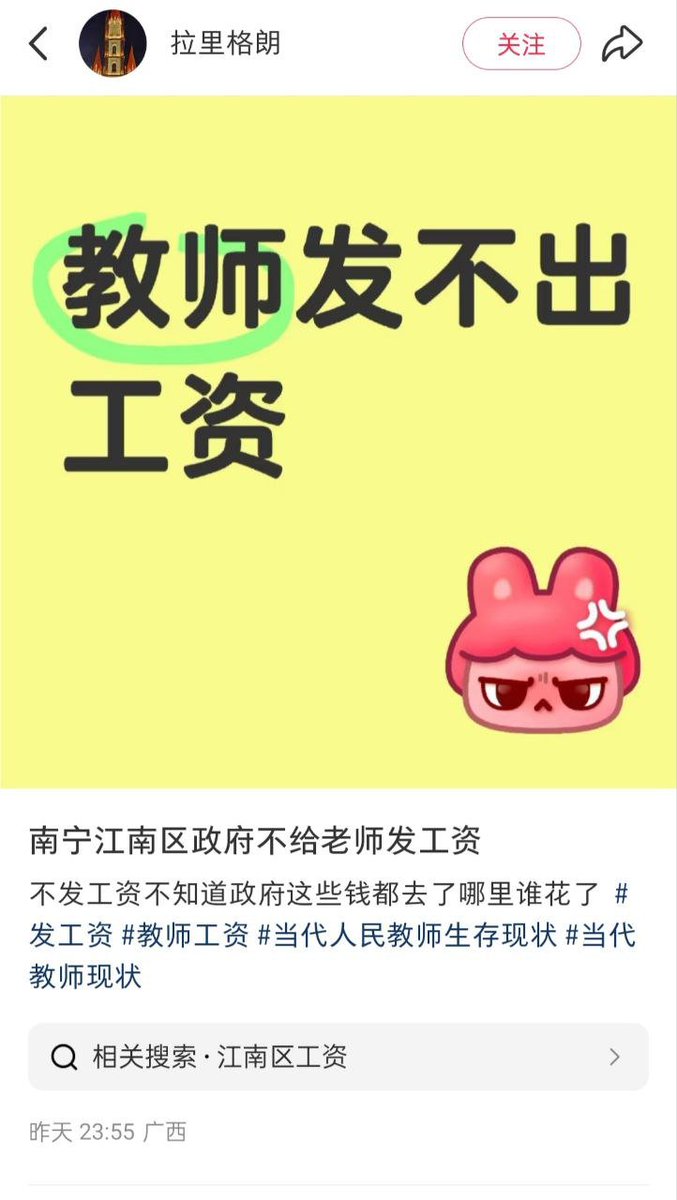 拉里格朗
关注
教师发不出
工资
南宁江南区政府不给老师发工资
不发工资不知道政府这些钱都去了哪里谁花了 #
发工资 #教师工资 #当代人民教师生存现状 #当代
教师现状
相关搜索·江南区工资
昨天 23:55 广西